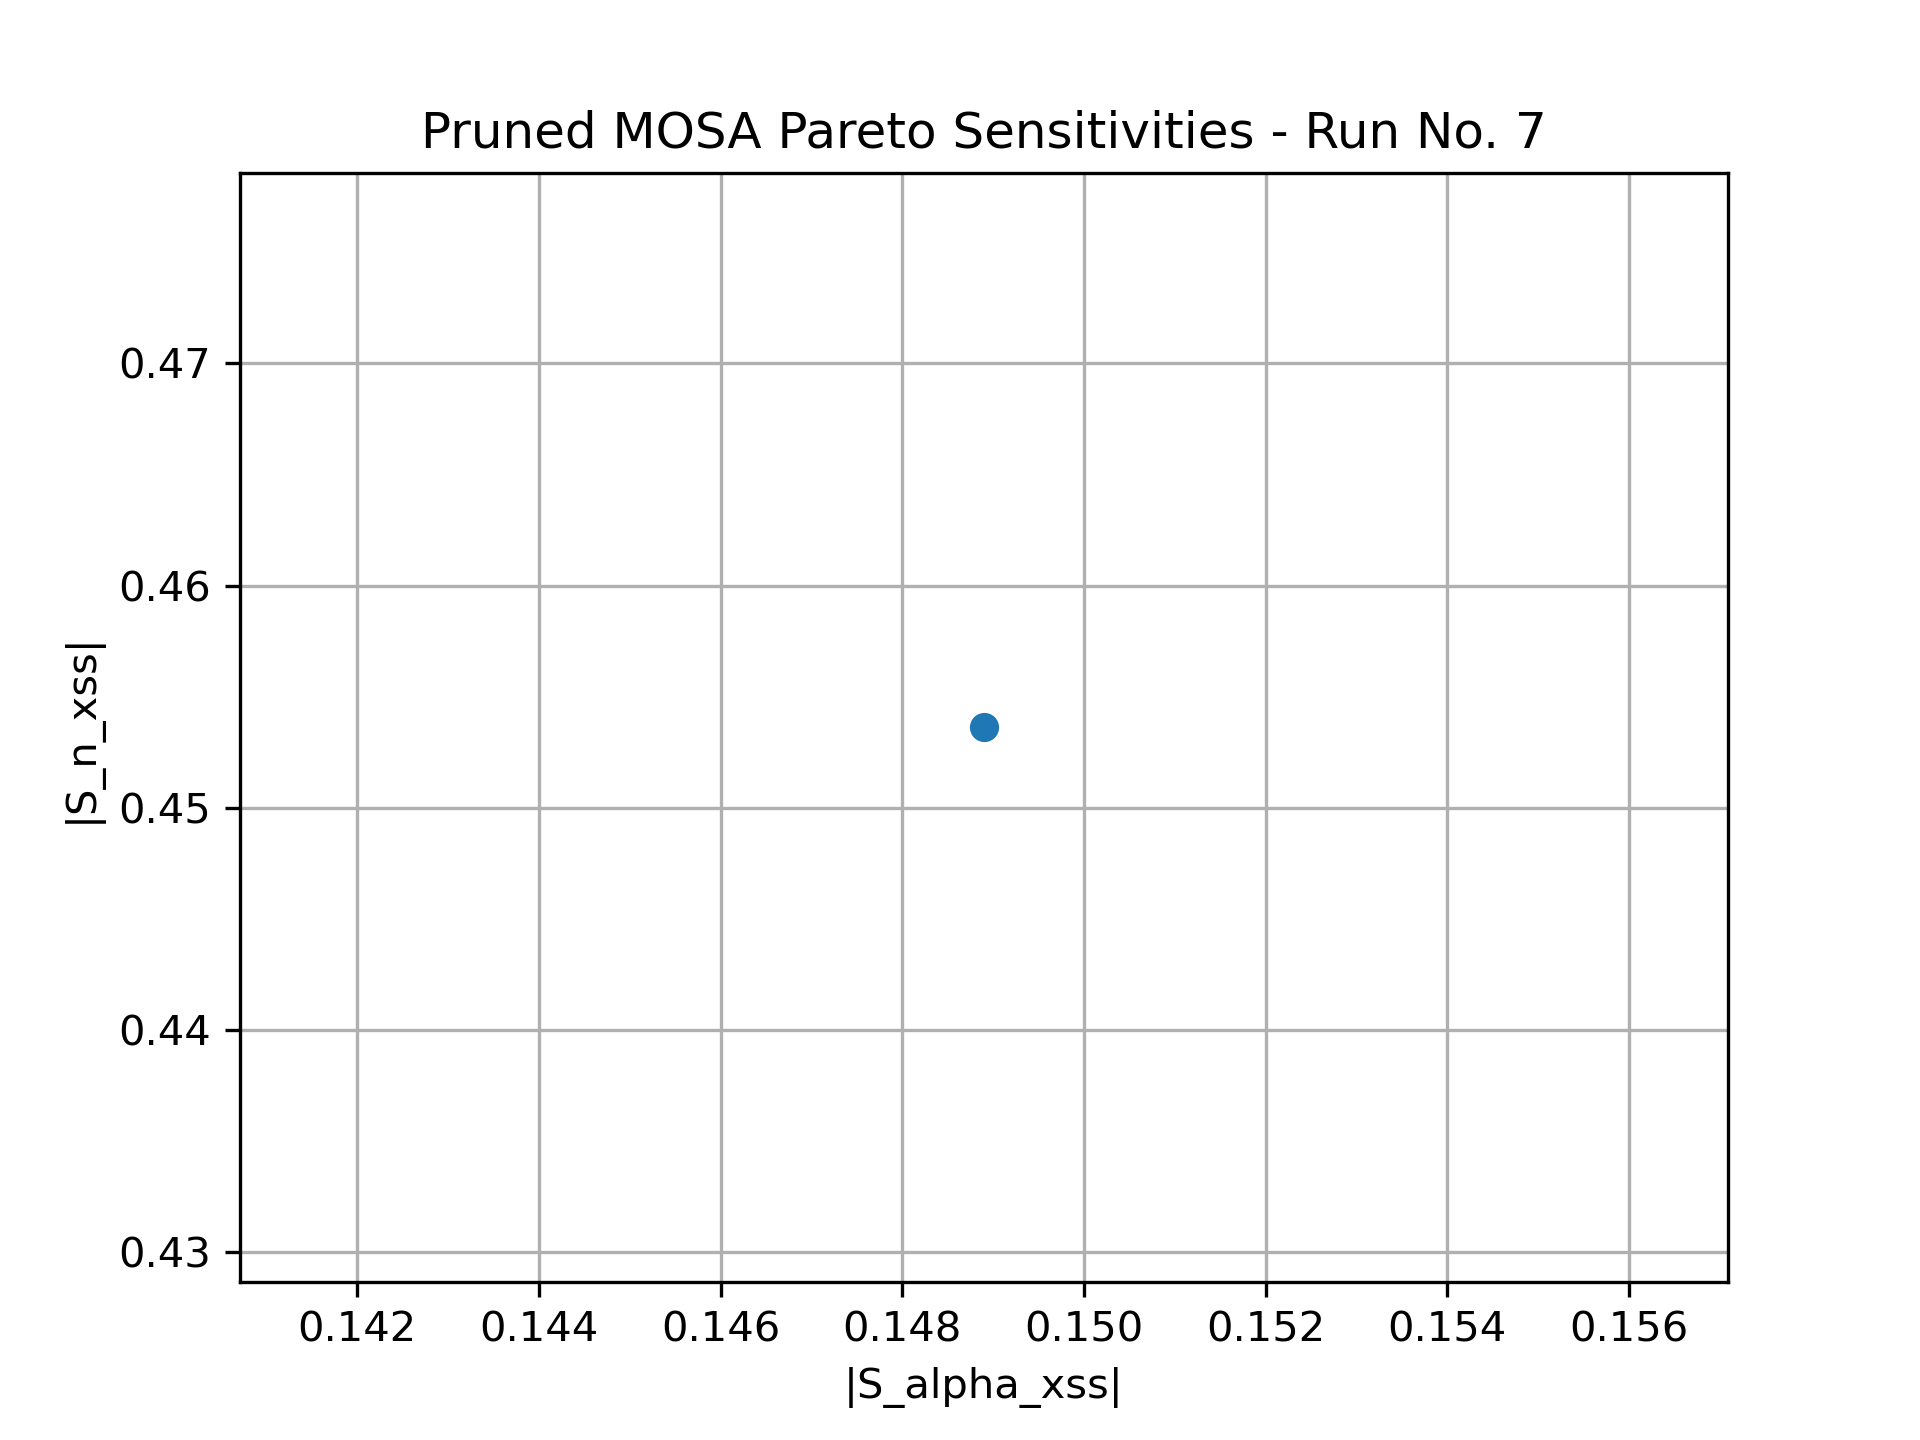 Pruned MOSA Pareto Sensitivities - Run No. 7
|S_n_xss|
0.47
0.46
0.45
0.44
0.43
0.142 0.144 0.146 0.148 0.150 0.152 0.154 0.156
|S_alpha_xss|